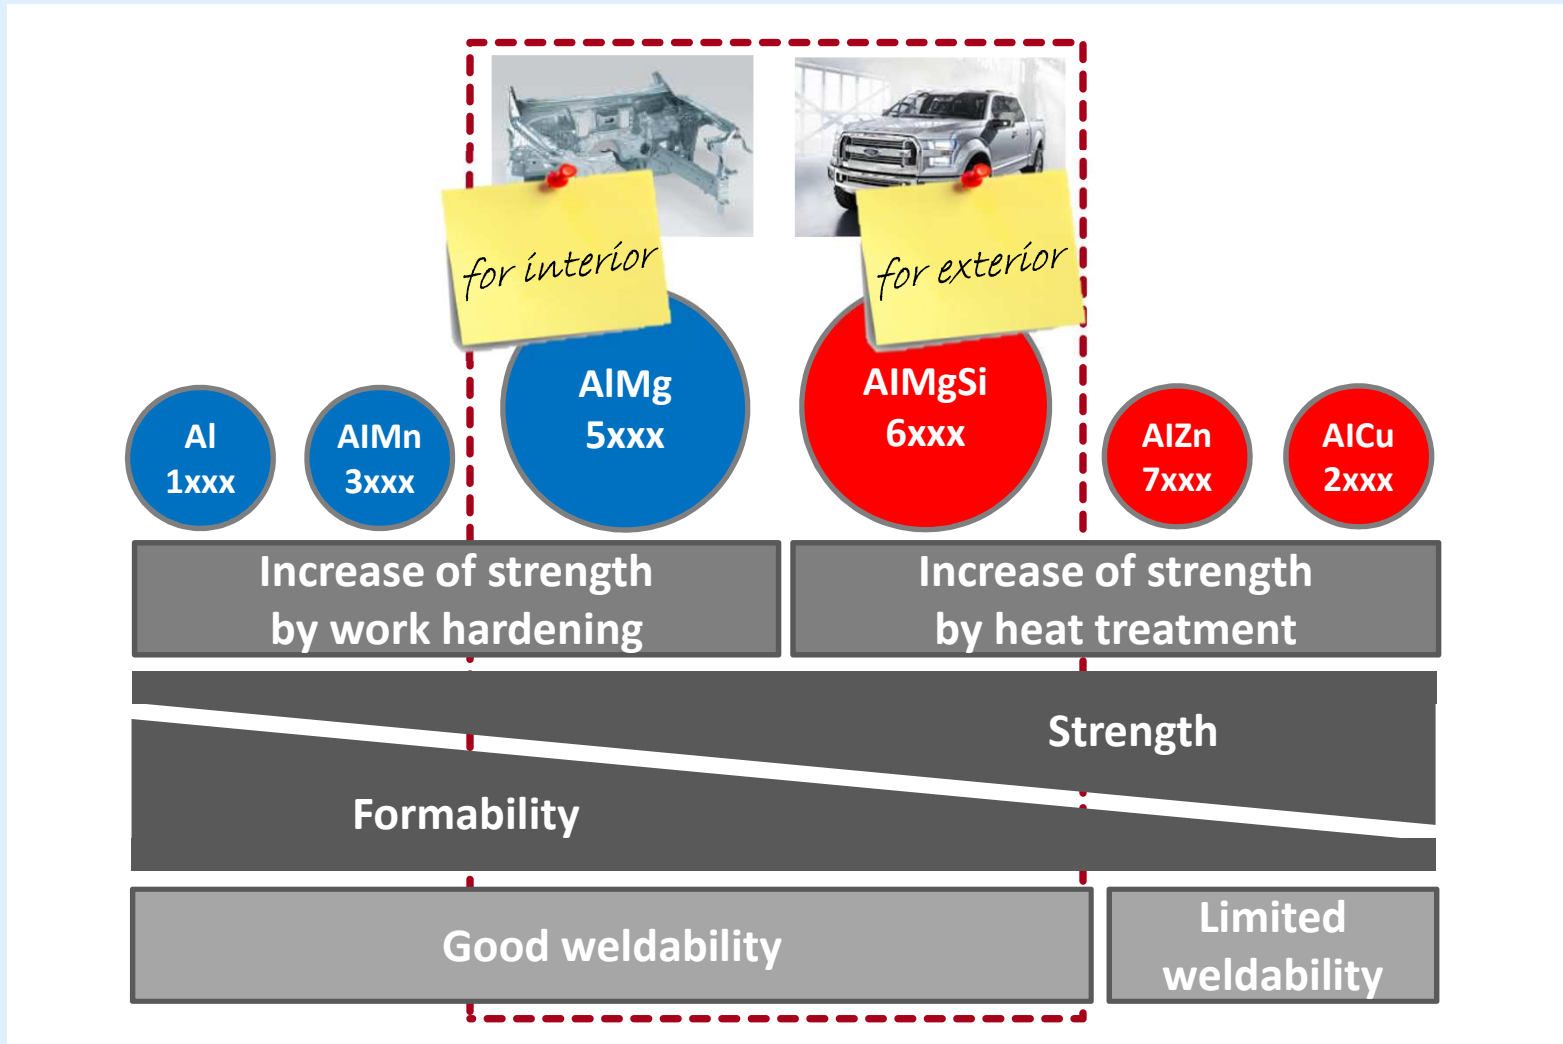 for interior
for exterior
AlMg
5xxx
AlMgSi
6xxx
Al
1xxx
AlMn
3xxx
AlZn
7xxx
AlCu
2xxx
Increase of strength
by work hardening
Increase of strength
by heat treatment
Strength
Formability
Good weldability
Limited
weldability